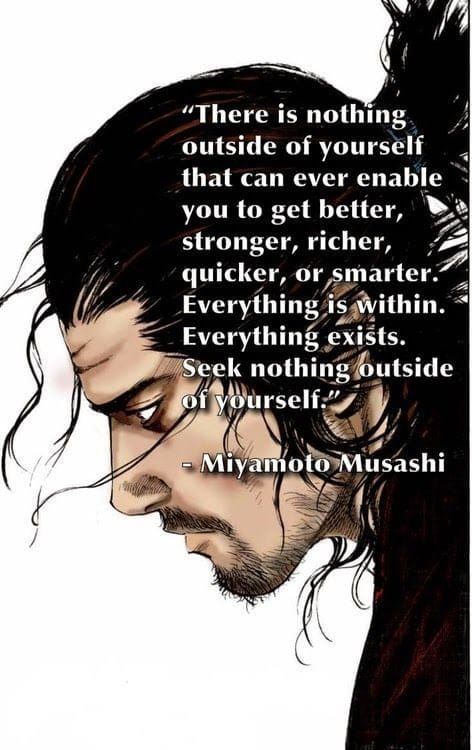 “There is nothing
outside of yourself
that can ever enable
you to get better,
stronger, richer,
quicker, or smarter.
Everything is within.
Everything exists.
Seek nothing outside
of yourself.”
- Miyamoto Musashi